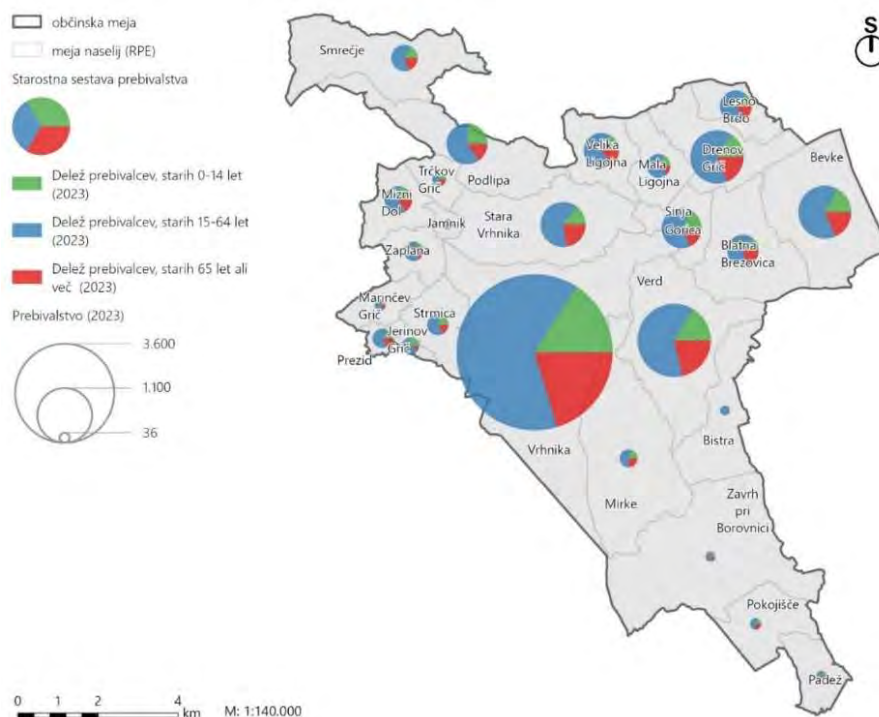 občinska meja
meja naselij (RPE)
Starostna sestava prebivalstva
Delež prebivalcev, starih 0-14 let
(2023)
Delež prebivalcev, starih 15-64 let
(2023)
Delež prebivalcev, starih 65 let ali
več (2023)
Prebivalstvo (2023)
3.600
1.100
36
S
Smrečje
Lesno
Brdo
Velika
Ligojna
Mala
Ligojna
Drenov
Grič
Bevke
Trčkov
Grič
Podlipa
Mizni
Dol
Jamnik
Stara
Vrhnika
Sinja
Gorica
Blatna
Brezovica
Zaplana
Verd
Marinčev
Grič
Strmica
Jerinov
Grič
Prezid
Bistra
Vrhnika
Mirke
Zavrh
pri
Borovnici
Pokojišče
Padež
0 1 2 4
km
M: 1:140.000